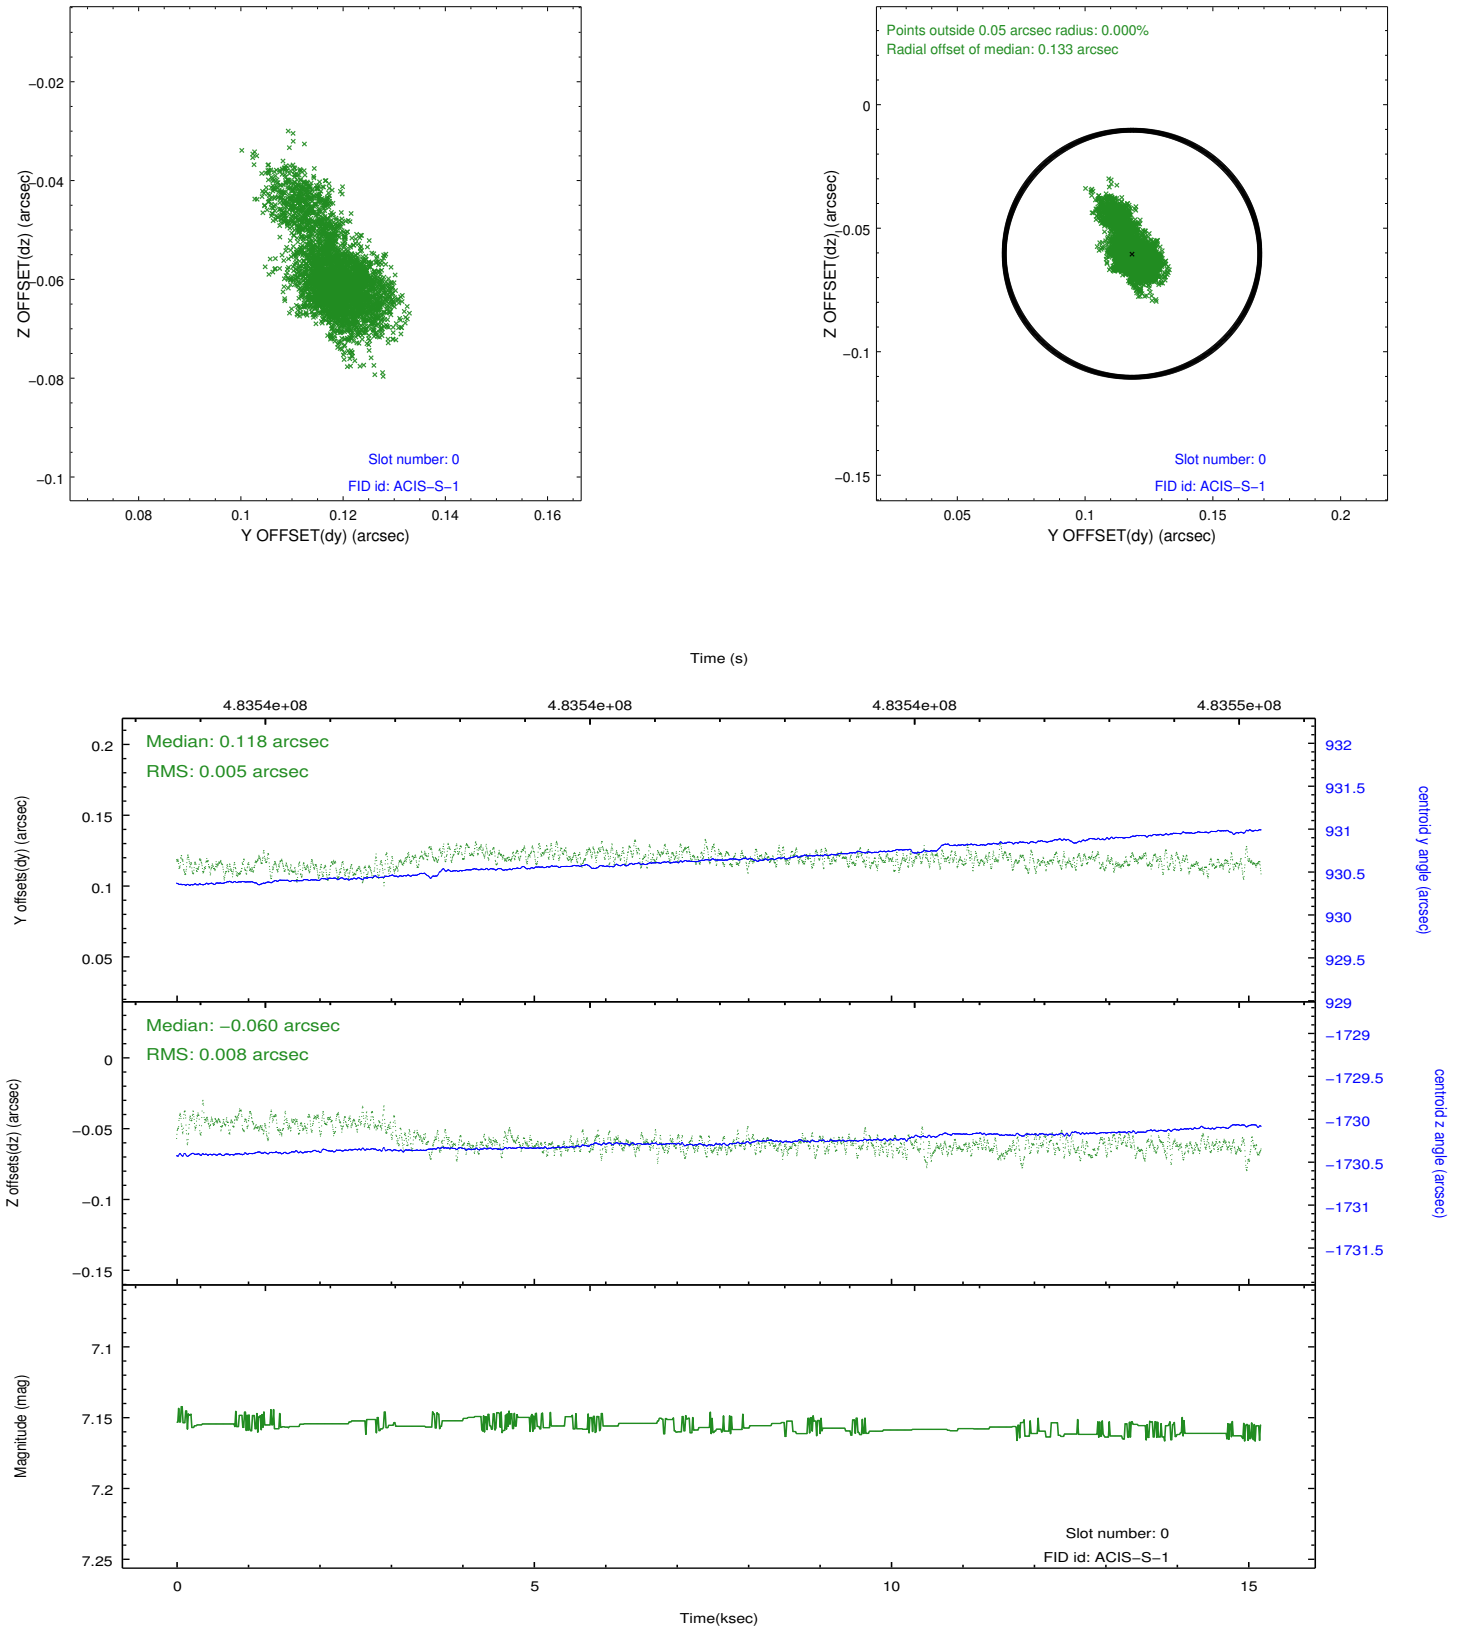 −0.02
−0.04
−0.06
−0.08
−0.1
Z OFFSET(dz) (arcsec)
Slot number: 0
FID id: ACIS−S−1
0.08
0.1
0.12
0.14
0.16
Y OFFSET(dy) (arcsec)
Points outside 0.05 arcsec radius: 0.000%
Radial offset of median: 0.133 arcsec
0
−0.05
−0.1
−0.15
Z OFFSET(dz) (arcsec)
Slot number: 0
FID id: ACIS−S−1
0.05
0.1
0.15
0.2
Y OFFSET(dy) (arcsec)
Time (s)
4.8354e+08
4.8354e+08
4.8354e+08
4.8355e+08
Median: 0.118 arcsec
RMS: 0.005 arcsec
0.2
0.15
0.1
0.05
Y offsets(dy) (arcsec)
932
931.5
931
930.5
930
929.5
929
centroid y angle (arcsec)
Median: −0.060 arcsec
RMS: 0.008 arcsec
0
−0.05
−0.1
−0.15
Z offsets(dz) (arcsec)
−1729
−1729.5
−1730
−1730.5
−1731
−1731.5
centroid z angle (arcsec)
7.1
7.15
7.2
7.25
Magnitude (mag)
Slot number: 0
FID id: ACIS−S−1
0
5
10
15
Time(ksec)